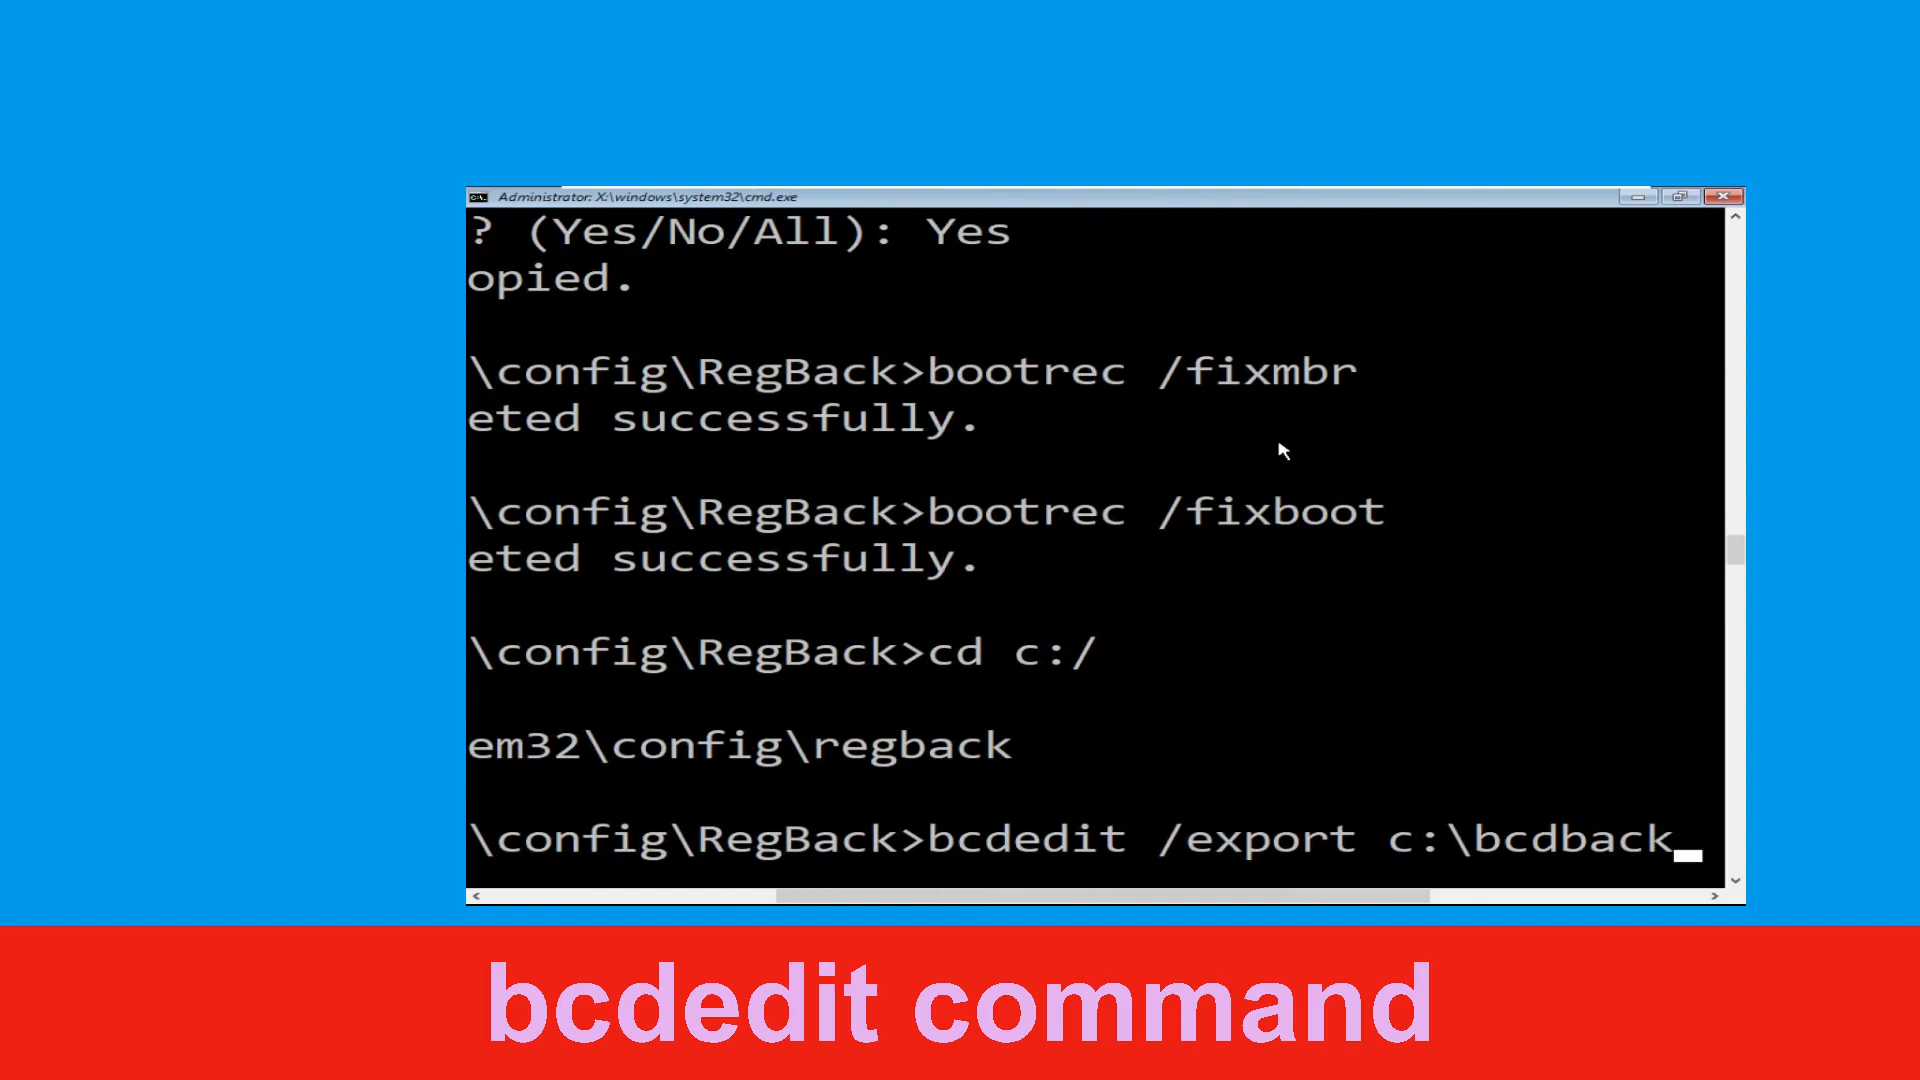 Administrator: X:\windows\system32\cmd.exe
? (Yes/No/All): Yes
opied.
\config\RegBack>bootrec /fixmbr
eted successfully.
\config\RegBack>bootrec /fixboot
eted successfully.
\config\RegBack>cd c:/
em32\config\regback
\config\RegBack>bcdedit /export c:\bcdback
bcdedit command